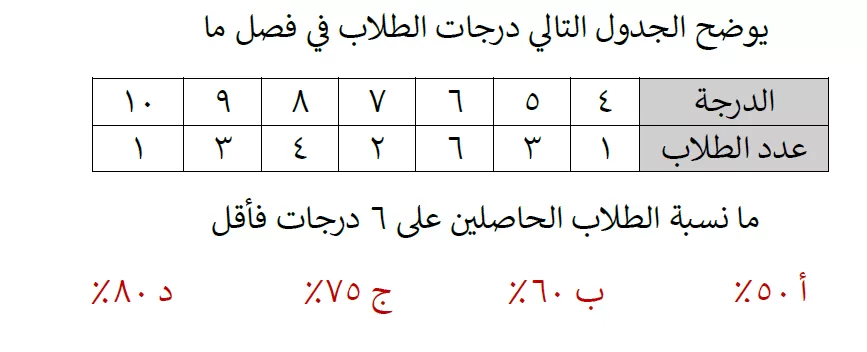 يوضح الجدول التالي درجات الطلاب في فصل ما
الدرجة ٤ ٥ ٦ ٧ ٨ ٩ ١٠
عدد الطلاب ١ ٣ ٦ ٢ ٤ ٣ ١
ما نسبة الطلاب الحاصلين على ٦ درجات فأقل
أ ٥٠٪ ب ٦٠٪ ج ٧٥٪ د ٨٠٪